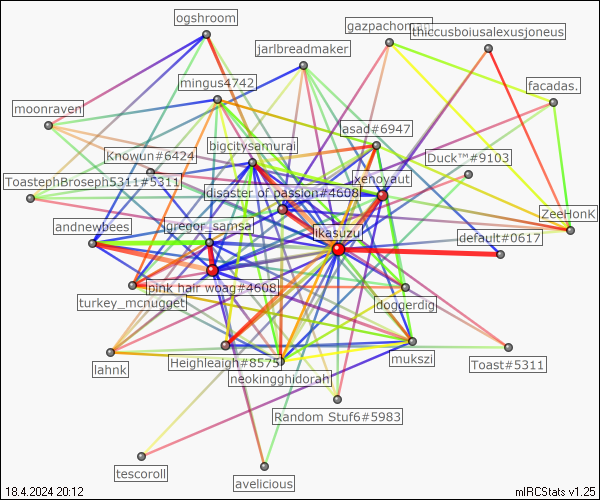 ogshroom
gazpachoman
thiccusboiusalexusjoneus
jarlbreadmaker
mingus4742
facadas.
moonraven
asad#6947
bigcitysamurai
Knowun#6424
Duck™#9103
xenoyaut
ToastephBroseph5311#5311
disaster of passion#4608
ZeeHonK
andnewbees
gregor_samsa
ikasuzu
default#0617
pink hair woag#4608
turkey_mcnugget
doggerdig
lahnk
Heighleaigh#8575
mukszi
Toast#5311
neokingghidorah
Random Stuf6#5983
tescoroll
avelicious
18.4.2024 20:12
mIRCStats v1.25